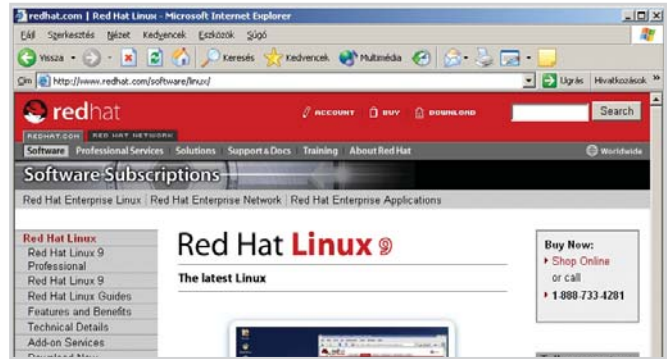 redhat.com | Red Hat Linux - Microsoft Internet Explorer
Fájl Szerkesztés Nézet Kedvencek Eszközök Súgó
Vissza Keresés Kedvencek Multimédia
Cím http://www.redhat.com/software/linux/ Ugrás Hivatkozások »
redhat ACCOUNT BUY DOWNLOAD Search
REDHAT.COM RED HAT NETWORK
Software Professional Services Solutions Support & Docs Training About Red Hat Worldwide
Software Subscriptions
Red Hat Enterprise Linux | Red Hat Enterprise Network | Red Hat Enterprise Applications
Red Hat Linux
Red Hat Linux 9
Professional
Red Hat Linux 9
Red Hat Linux Guides
Features and Benefits
Technical Details
Add-on Services
Download Now
Red Hat Linux 9
The latest Linux
Buy Now:
Shop Online
or call
1-888-733-4281